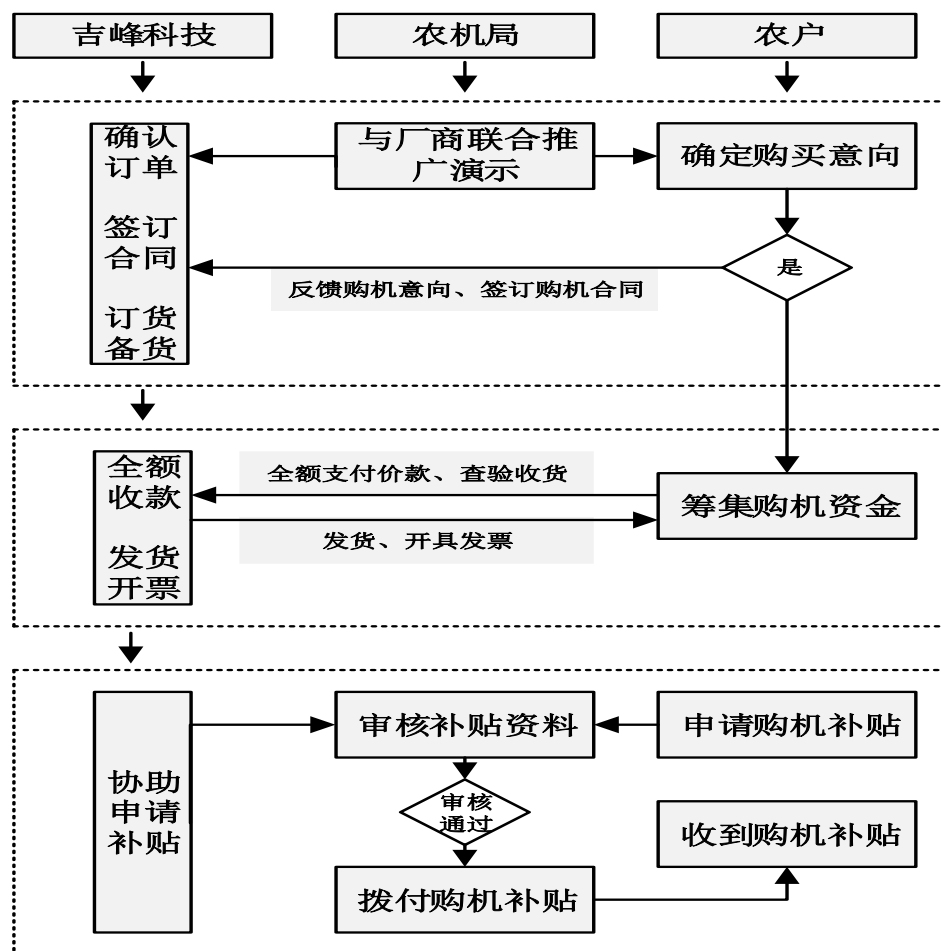 吉峰科技
农机局
农户
确认
订单
签订
合同
订货
备货
与厂商联合推
广演示
确定购买意向
是
反馈购机意向、签订购机合同
全额
收款
发货
开票
全额支付价款、查验收货
发货、开具发票
筹集购机资金
协助
申请
补贴
审核补贴资料
申请购机补贴
审核
通过
收到购机补贴
拨付购机补贴